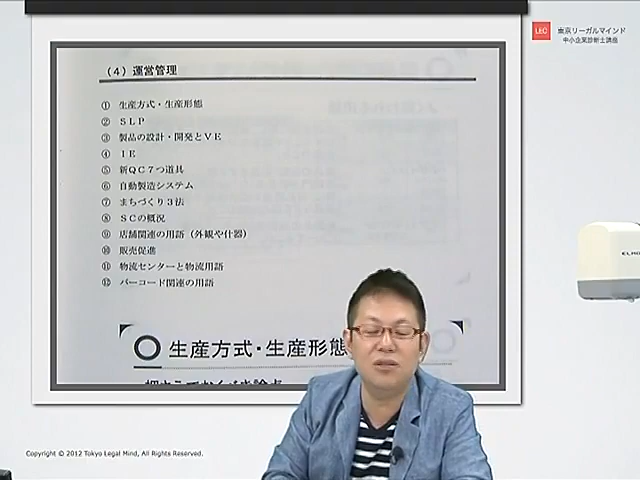 LEC 東京リーガルマインド
中小企業診断士講座
（4）運営管理
① 生産方式・生産形態
② ＳＬＰ
③ 製品の設計・開発とＶＥ
④ ＩＥ
⑤ 新ＱＣ７つ道具
⑥ 自動製造システム
⑦ まちづくり３法
⑧ ＳＣの概況
⑨ 店舗関連の用語（外観や什器）
⑩ 販売促進
⑪ 物流センターと物流用語
⑫ バーコード関連の用語
生産方式・生産形態
ELMO
Copyright © 2012 Tokyo Legal Mind, All Rights Reserved.